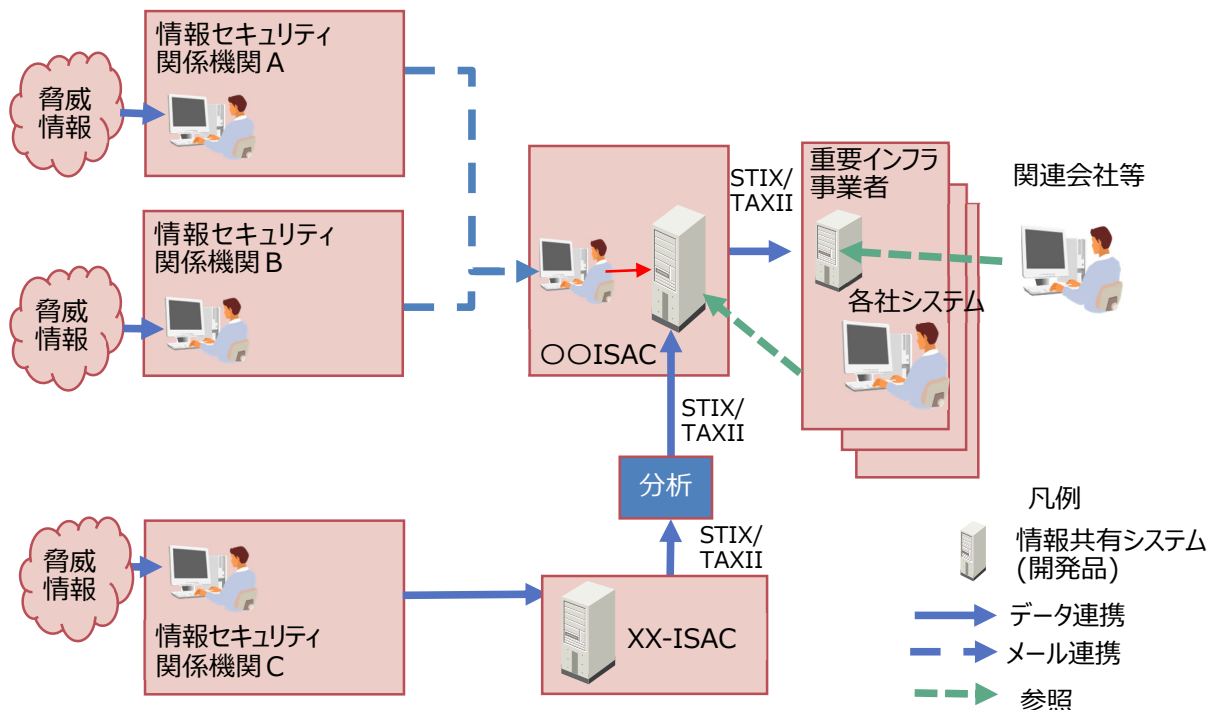 脅威
情報
情報セキュリティ
関係機関A
脅威
情報
情報セキュリティ
関係機関B
〇〇ISAC
STIX/
TAXII
重要インフラ
事業者
各社システム
関連会社等
STIX/
TAXII
分析
STIX/
TAXII
脅威
情報
情報セキュリティ
関係機関C
XX-ISAC
凡例
情報共有システム
(開発品)
データ連携
メール連携
参照